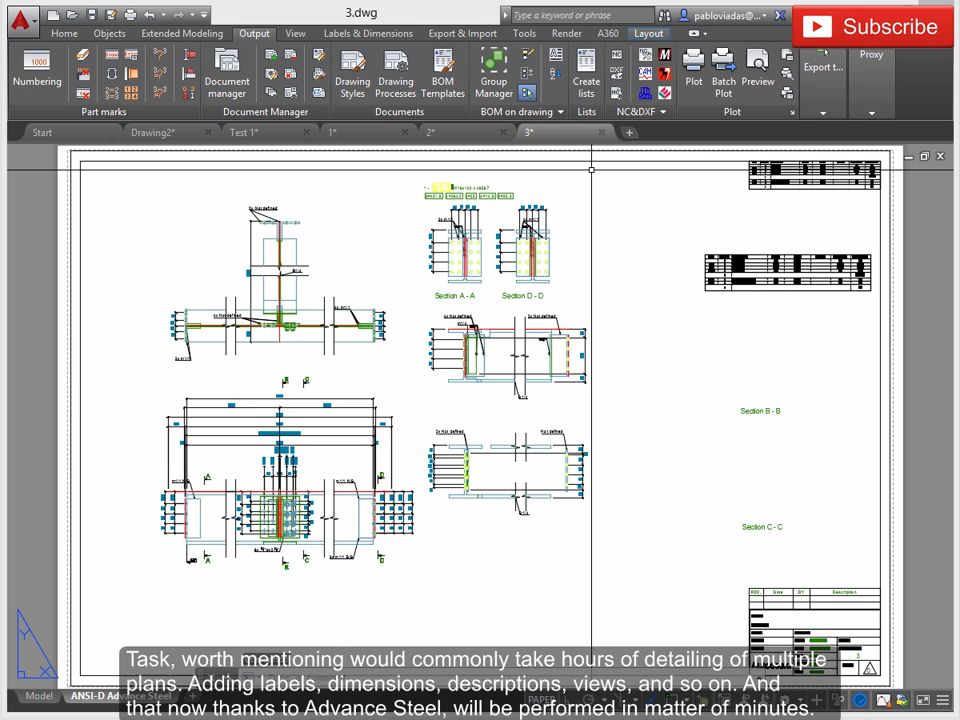 3.dwg
Type a keyword or phrase
pabloviadas@...
Subscribe
Home
Objects
Extended Modeling
Output
View
Labels & Dimensions
Export & Import
Tools
Render
A360
Layout
Numbering
Document manager
Drawing Styles
Drawing Processes
BOM Templates
Group Manager
Create lists
Plot
Batch Plot
Preview
Export t...
Proxy
Part marks
Document Manager
Documents
BOM on drawing
Lists
NC&DXF
Plot
Start
Drawing2*
Test 1*
1*
2*
3*
Section A - A
Section D - D
Section B - B
Section C - C
REV.
Date
BY
Description
Task, worth mentioning would commonly take hours of detailing of multiple
plans. Adding labels, dimensions, descriptions, views, and so on. And
that now thanks to Advance Steel, will be performed in matter of minutes.
Model
ANSI-D Advance Steel
PAPER